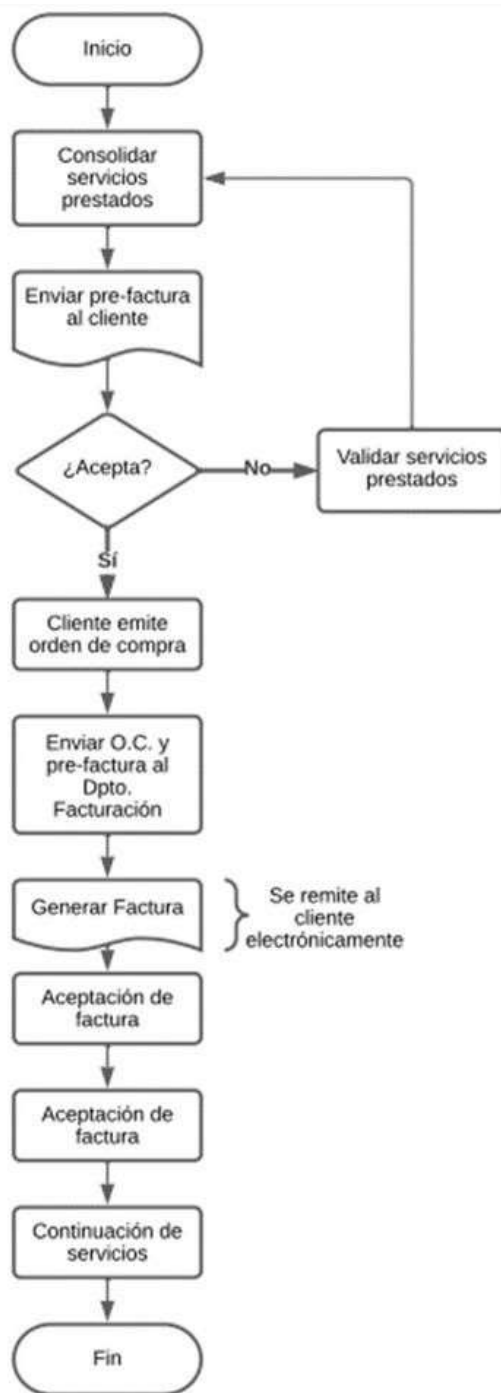 Inicio
Consolidar
servicios
prestados
Enviar pre-factura
al cliente
¿Acepta?
No
Validar servicios
prestados
Sí
Cliente emite
orden de compra
Enviar O.C. y
pre-factura al
Dpto.
Facturación
Generar Factura
Se remite al
cliente
electrónicamente
Aceptación de
factura
Aceptación de
factura
Continuación de
servicios
Fin